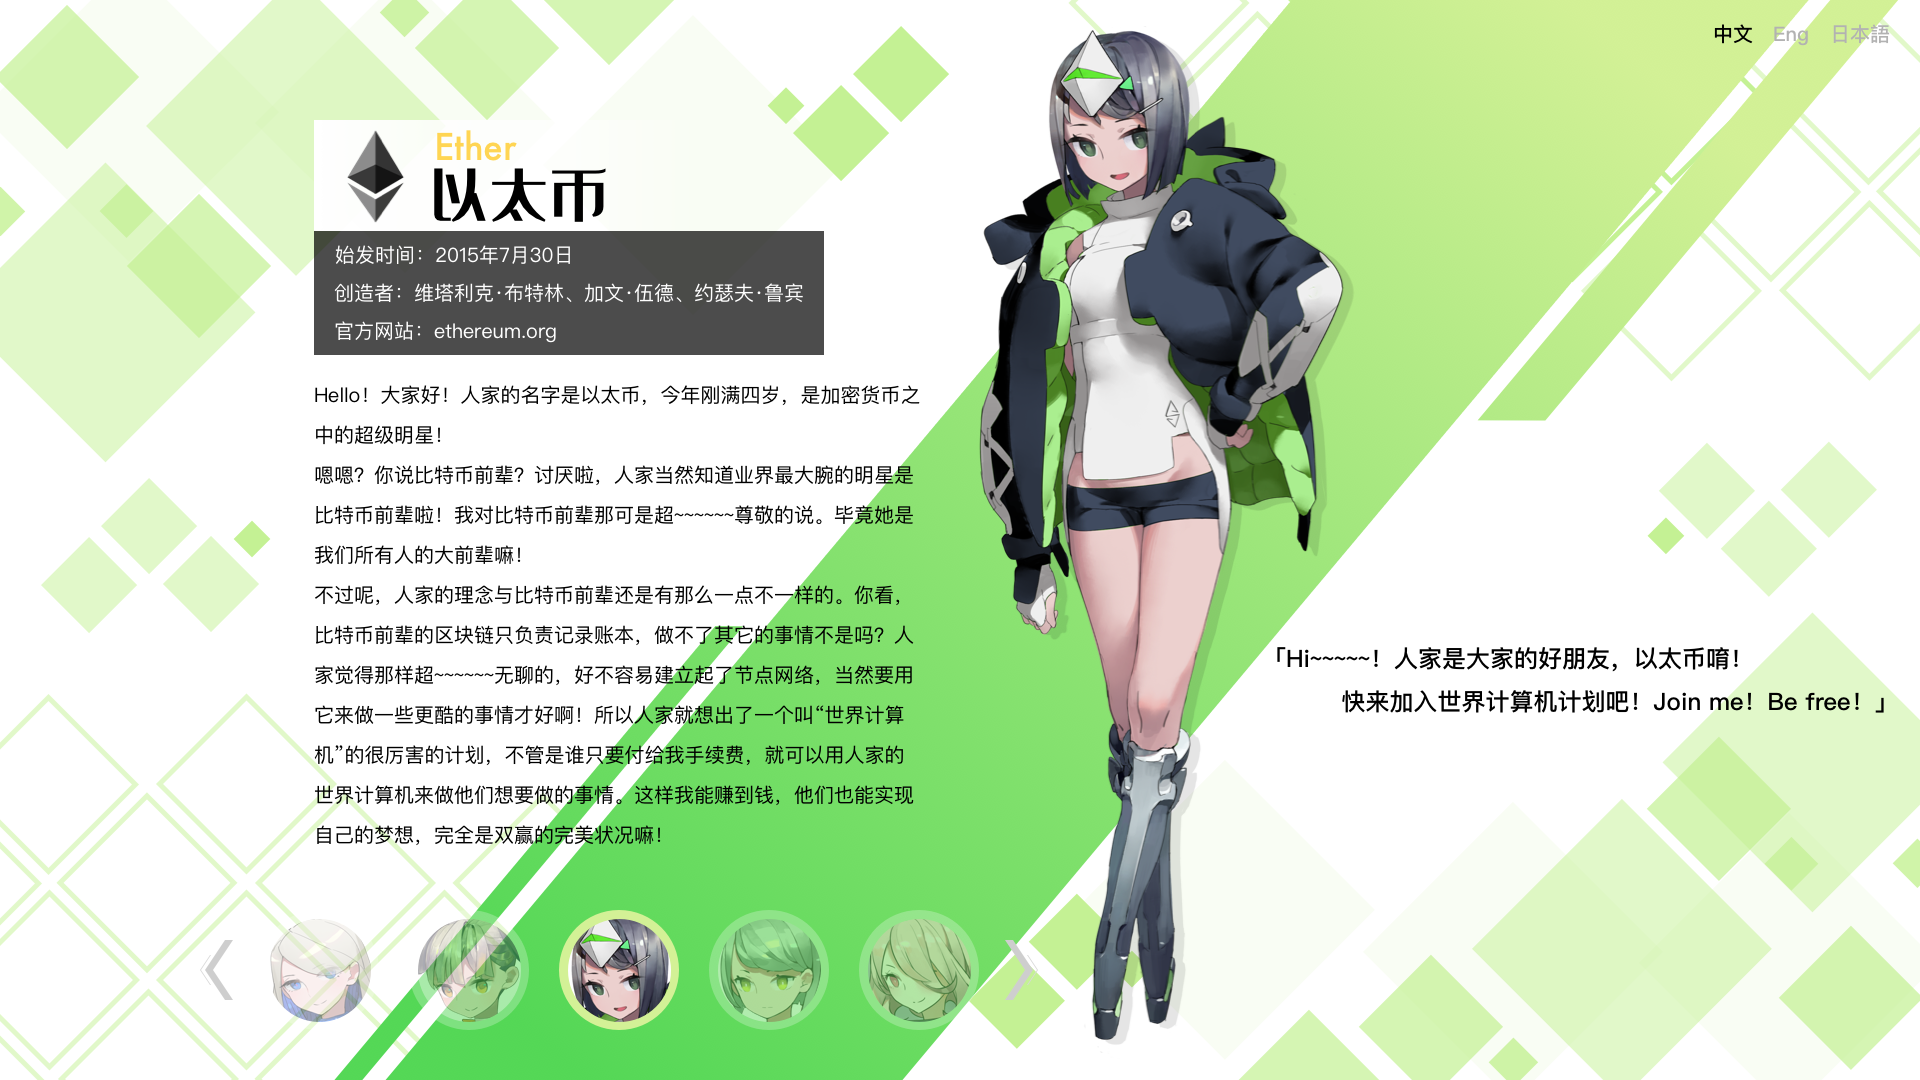 中文 Eng 日本語
Ether
以太币
始发时间：2015年7月30日
创造者：维塔利克·布特林、加文·伍德、约瑟夫·鲁宾
官方网站：ethereum.org
Hello！大家好！人家的名字是以太币，今年刚满四岁，是加密货币之
中的超级明星！
嗯嗯？你说比特币前辈？讨厌啦，人家当然知道业界最大腕的明星是
比特币前辈啦！我对比特币前辈那可是超~~~~~~尊敬的说。毕竟她是
我们所有人的大前辈嘛！
不过呢，人家的理念与比特币前辈还是有那么一点不一样的。你看，
比特币前辈的区块链只负责记录账本，做不了其它的事情不是吗？人
家觉得那样超~~~~~~无聊的，好不容易建立起了节点网络，当然要用
它来做一些更酷的事情才好啊！所以人家就想出了一个叫“世界计算
机”的很厉害的计划，不管是谁只要付给我手续费，就可以用人家的
世界计算机来做他们想要做的事情。这样我能赚到钱，他们也能实现
自己的梦想，完全是双赢的完美状况嘛！
「Hi~~~~~！人家是大家的好朋友，以太币唷！
快来加入世界计算机计划吧！Join me！Be free！」